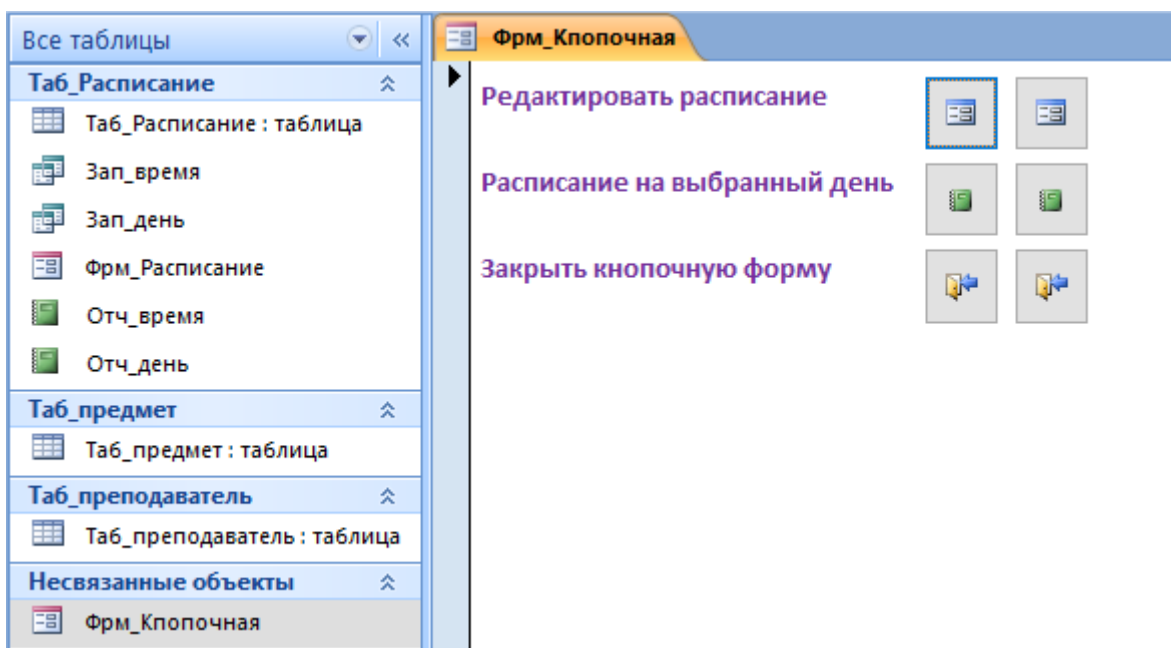 Все таблицы
Таб_Расписание
Таб_Расписание : таблица
Зап_время
Зап_день
Фрм_Расписание
Отч_время
Отч_день
Таб_предмет
Таб_предмет : таблица
Таб_преподаватель
Таб_преподаватель : таблица
Несвязанные объекты
Фрм_Кпопочная
Фрм_Кпопочная
Редактировать расписание
Расписание на выбранный день
Закрыть кнопочную форму